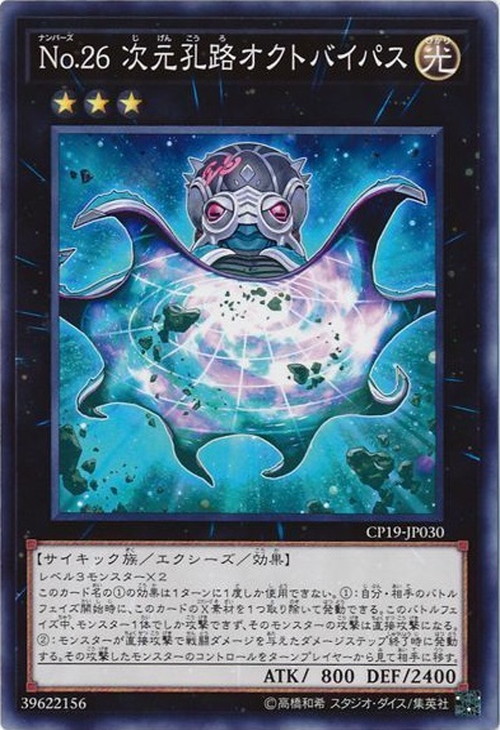 ナンバーズ じげんこうろ
No.26 次元孔路オクトバイパス
ひかり
光
CP19-JP030
【サイキック族／エクシーズ／効果】
レベル３モンスター×２
このカード名の①の効果は１ターンに１度しか使用できない。①：自分・相手のバトル
フェイズ開始時に、このカードのＸ素材を１つ取り除いて発動できる。このバトルフェ
イズ中、モンスター１体でしか攻撃できず、そのモンスターの攻撃は直接攻撃になる。
②：モンスターが直接攻撃で戦闘ダメージを与えたダメージステップ終了時に発
動する。その攻撃したモンスターのコントロールをターンプレイヤーから見て相手に移す。
ATK/ 800 DEF/2400
39622156
©高橋和希 スタジオ・ダイス/集英社